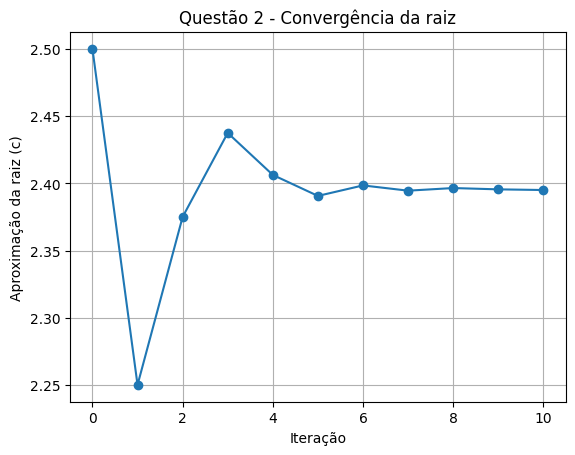 Questão 2 - Convergência da raiz
Aproximação da raiz (c)
2.50
2.45
2.40
2.35
2.30
2.25
0 2 4 6 8 10
Iteração